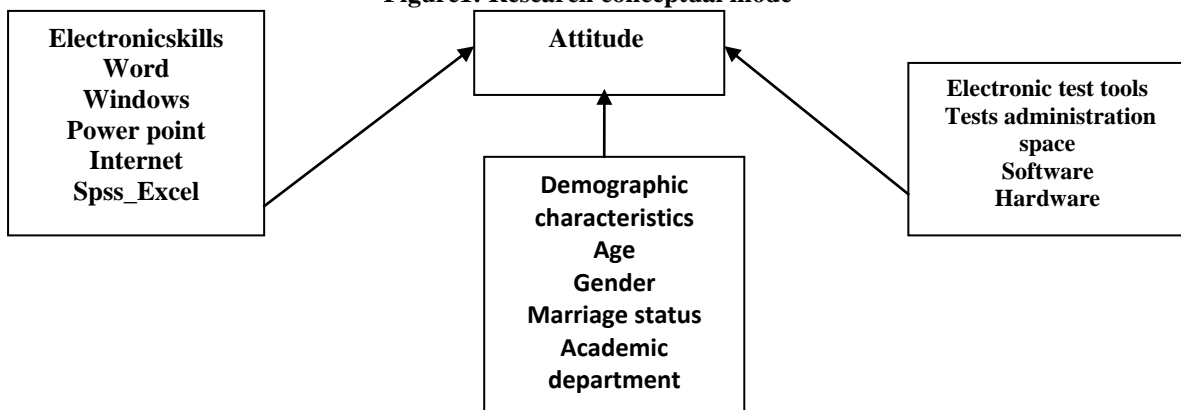 Figure1: Research conceptual mode
Electronicskills
Word
Windows
Power point
Internet
Spss_Excel
Attitude
Electronic test tools
Tests administration
space
Software
Hardware
Demographic
characteristics
Age
Gender
Marriage status
Academic
department